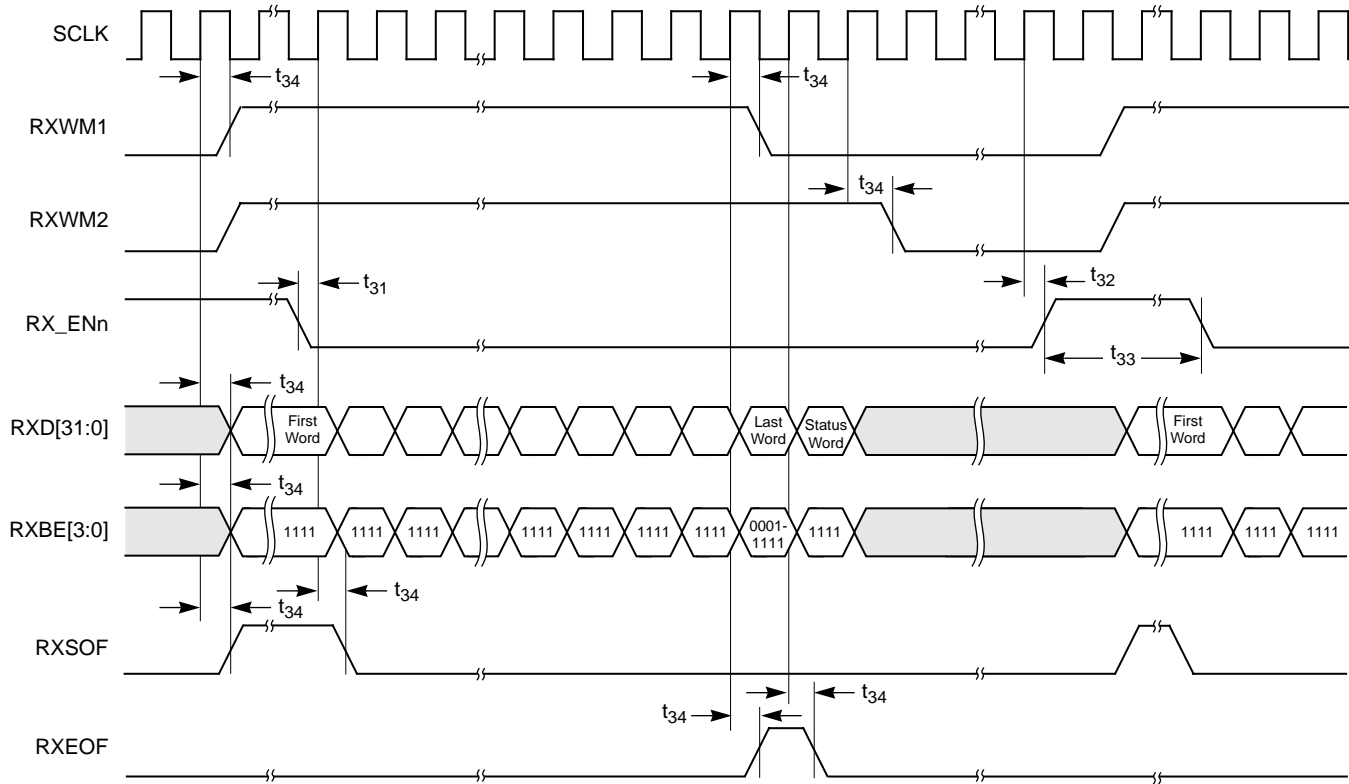 SCLK
t34 t34
RXWM1
t34
RXWM2
t31 t32
RX_ENn
t33
t34
RXD[31:0] First Word Last Word Status Word First Word
t34
RXBE[3:0] 1111 1111 1111 1111 1111 1111 1111 0001-1111 1111 1111 1111 1111
t34
t34
RXSOF
t34
t34
RXEOF